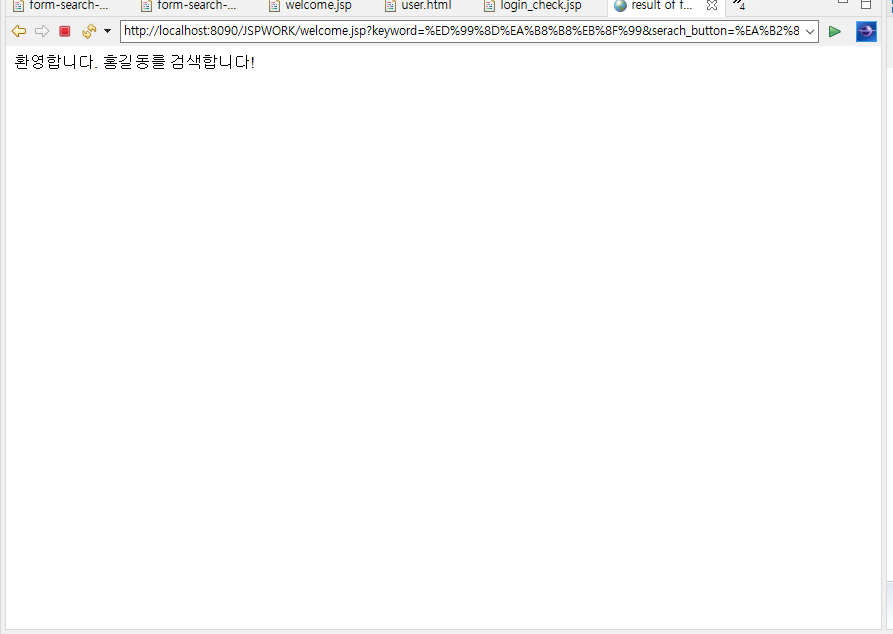 form-search-... form-search-... welcome.jsp user.html login_check.jsp result of f... 4
http://localhost:8090/JSPWORK/welcome.jsp?keyword=%ED%99%8D%EA%B8%B8%EB%8F%99&serach_button=%EA%B2%8
환영합니다. 홍길동를 검색합니다!